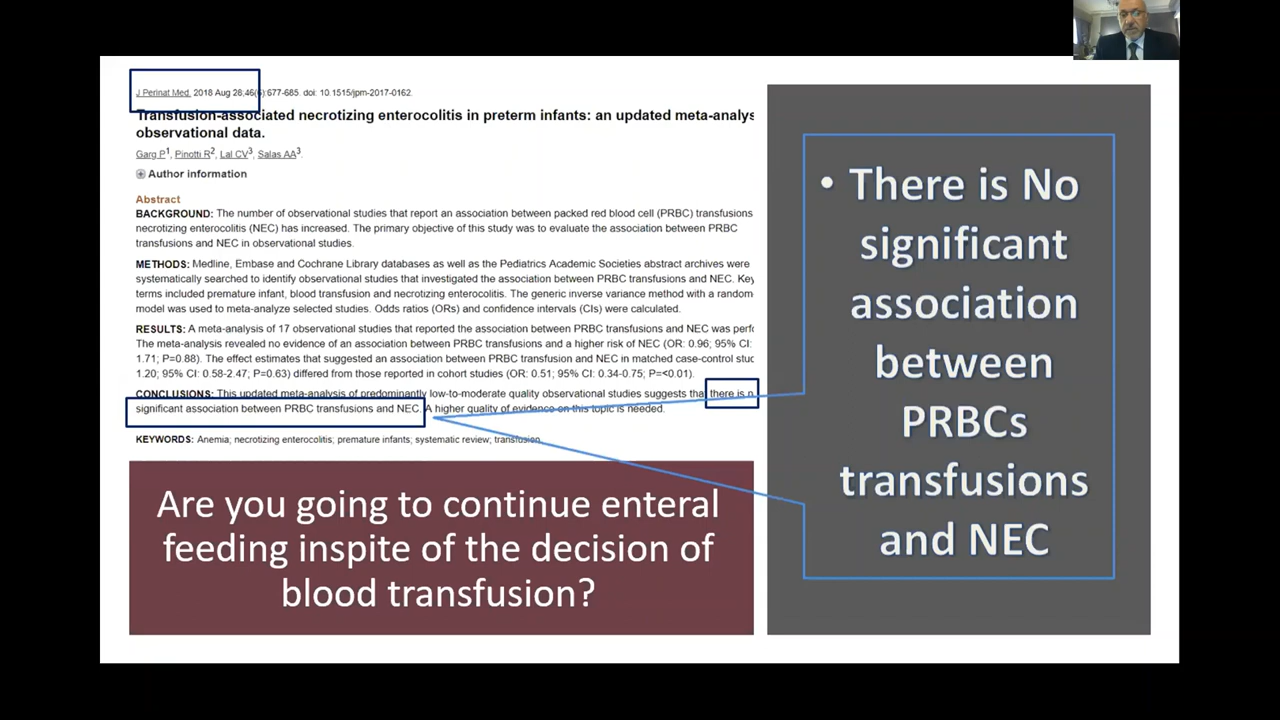 J Perinat Med. 2018 Aug 28;46(6):677-685. doi: 10.1515/jpm-2017-0162.
Transfusion-associated necrotizing enterocolitis in preterm infants: an updated meta-analys
observational data.
Garg P1, Pinotti R2, Lal CV3, Salas AA3.
Author information
Abstract
BACKGROUND: The number of observational studies that report an association between packed red blood cell (PRBC) transfusions
necrotizing enterocolitis (NEC) has increased. The primary objective of this study was to evaluate the association between PRBC
transfusions and NEC in observational studies.
METHODS: Medline, Embase and Cochrane Library databases as well as the Pediatrics Academic Societies abstract archives were
systematically searched to identify observational studies that investigated the association between PRBC transfusions and NEC. Key
terms included premature infant, blood transfusion and necrotizing enterocolitis. The generic inverse variance method with a random
model was used to meta-analyze selected studies. Odds ratios (ORs) and confidence intervals (CIs) were calculated.
RESULTS: A meta-analysis of 17 observational studies that reported the association between PRBC transfusions and NEC was perfo
The meta-analysis revealed no evidence of an association between PRBC transfusions and a higher risk of NEC (OR: 0.96; 95% CI:
1.71; P=0.88). The effect estimates that suggested an association between PRBC transfusion and NEC in matched case-control stud
1.20; 95% CI: 0.58-2.47; P=0.63) differed from those reported in cohort studies (OR: 0.51; 95% CI: 0.34-0.75; P=<0.01).
CONCLUSIONS: This updated meta-analysis of predominantly low-to-moderate quality observational studies suggests that there is n
significant association between PRBC transfusions and NEC. A higher quality of evidence on this topic is needed.
KEYWORDS: Anemia; necrotizing enterocolitis; premature infants; systematic review; transfusion
Are you going to continue enteral
feeding inspite of the decision of
blood transfusion?
• There is No
significant
association
between
PRBCs
transfusions
and NEC